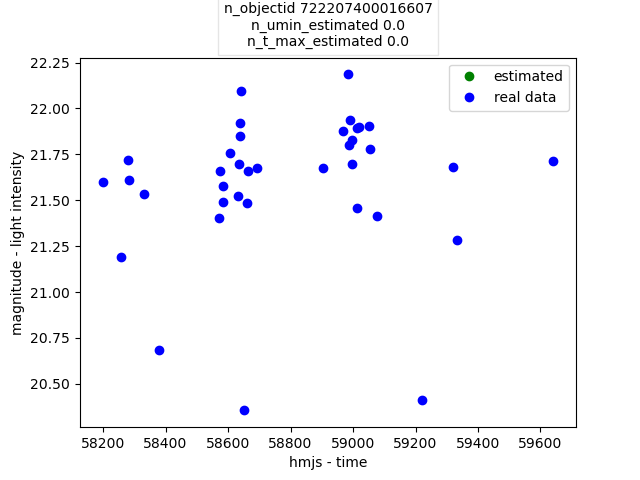 n_objectid 722207400016607
n_umin_estimated 0.0
n_t_max_estimated 0.0
22.25
22.00
21.75
21.50
21.25
21.00
20.75
20.50
magnitude - light intensity
estimated
real data
58200 58400 58600 58800 59000 59200 59400 59600
hmjs - time